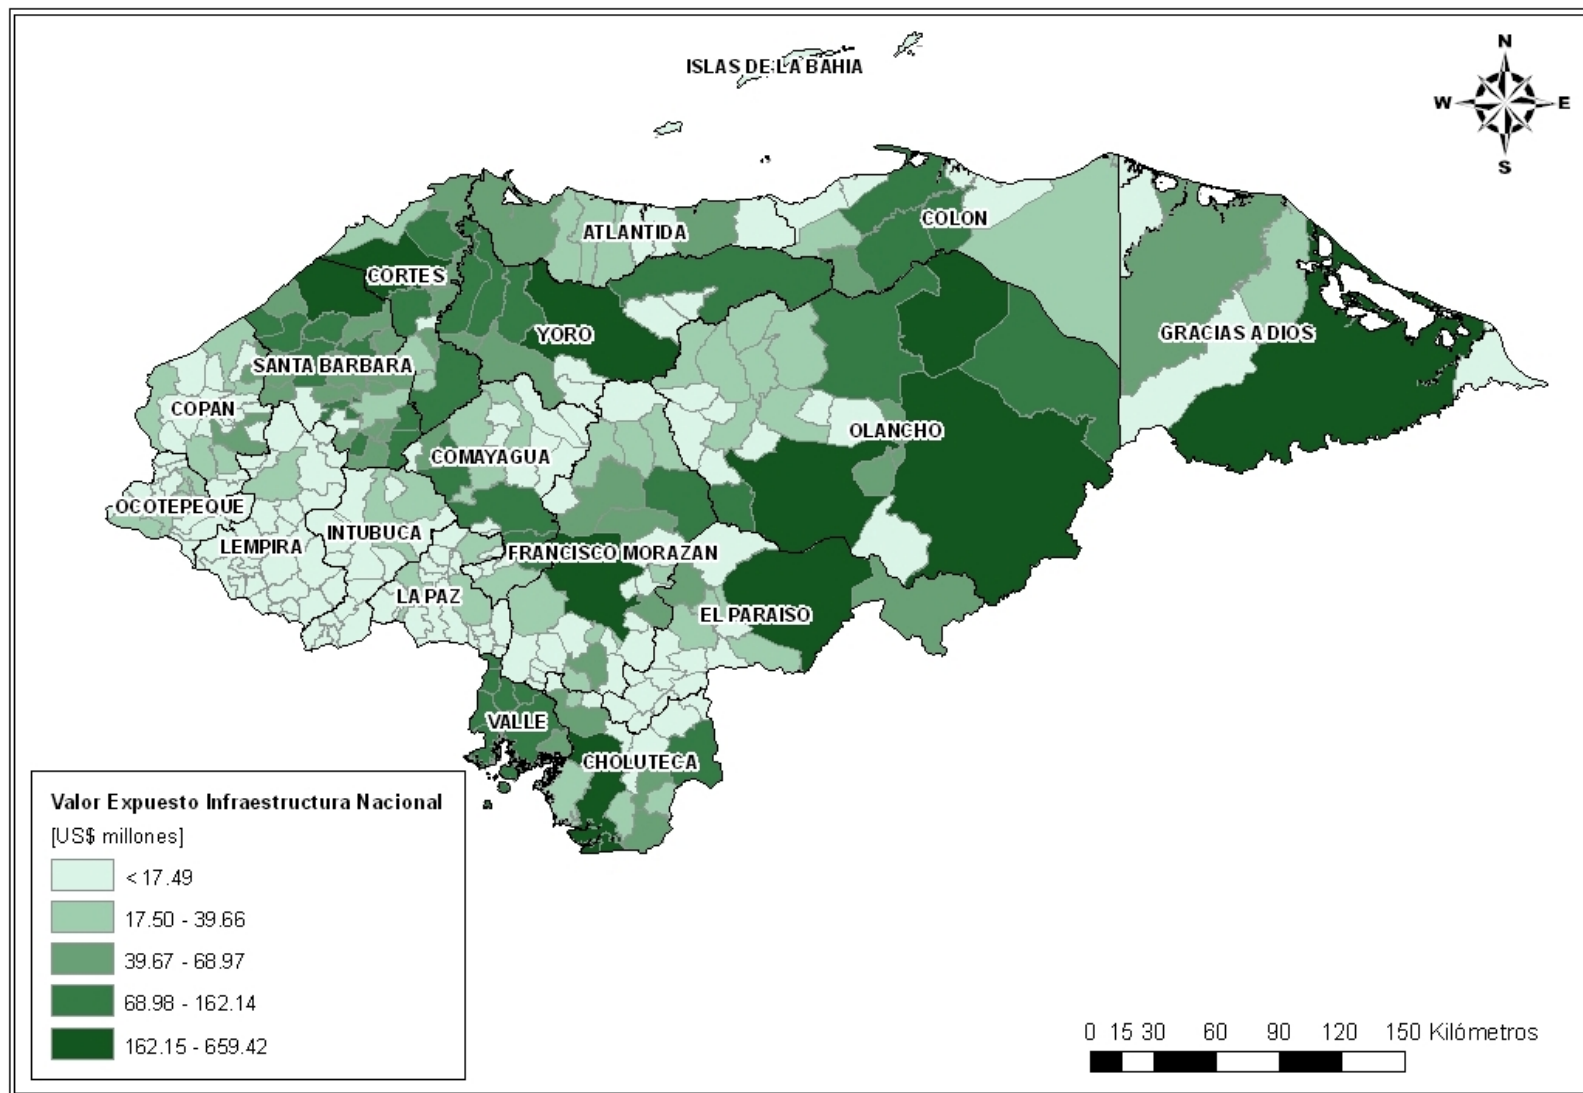 N
W E
S
ISLAS DE LA BAHIA
ATLANTIDA
COLON
CORTES
YORO
GRACIAS A DIOS
SANTA BARBARA
COPAN
OLANCHO
COMAYAGUA
OCOTEPEQUE
INTUBUCA
LEMPIRA
FRANCISCO MORAZAN
LA PAZ
EL PARAISO
VALLE
CHOLUTECA
Valor Expuesto Infraestructura Nacional
[US$ millones]
< 17.49
17.50 - 39.66
39.67 - 68.97
68.98 - 162.14
162.15 - 659.42
0 15 30 60 90 120 150 Kilómetros